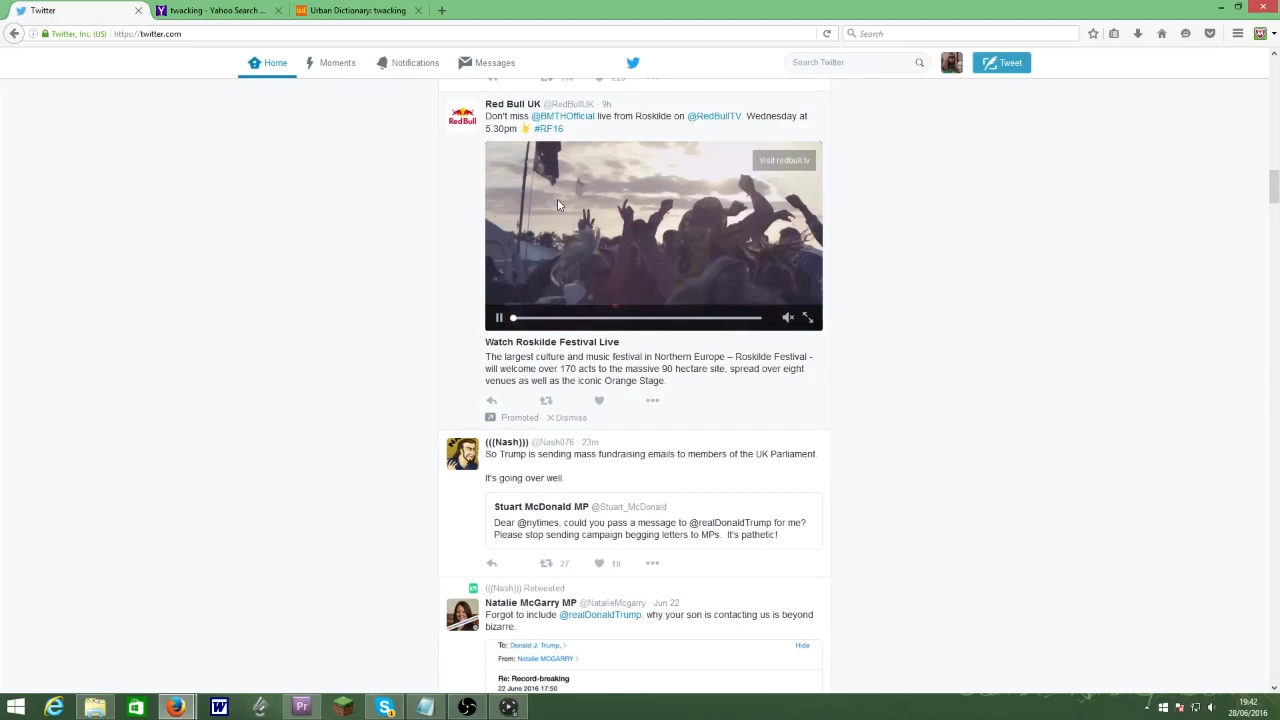 Twitter
twacking - Yahoo Search ...
Urban Dictionary: twacking
Twitter, Inc. (US)
https://twitter.com
Search
Home
Moments
Notifications
Messages
Search Twitter
Tweet
Red Bull UK @RedBullUK · 9h
Don't miss @BMTHOfficial live from Roskilde on @RedBullTV. Wednesday at
5.30pm #RF16
Red Bull
Visit redbull.tv
Watch Roskilde Festival Live
The largest culture and music festival in Northern Europe – Roskilde Festival -
will welcome over 170 acts to the massive 90 hectare site, spread over eight
venues as well as the iconic Orange Stage.
Promoted
Dismiss
(((Nash))) @Nash076 · 23m
So Trump is sending mass fundraising emails to members of the UK Parliament.
It's going over well.
Stuart McDonald MP @Stuart_McDonald
Dear @nytimes, could you pass a message to @realDonaldTrump for me?
Please stop sending campaign begging letters to MPs. It's pathetic!
27
19
(((Nash))) Retweeted
Natalie McGarry MP @NatalieMcgarry · Jun 22
Forgot to include @realDonaldTrump. why your son is contacting us is beyond
bizarre.
To: Donald J. Trump,
Hide
From: Natalie MCGARRY
Re: Record-breaking
22 June 2016 17:50
19:42
28/06/2016